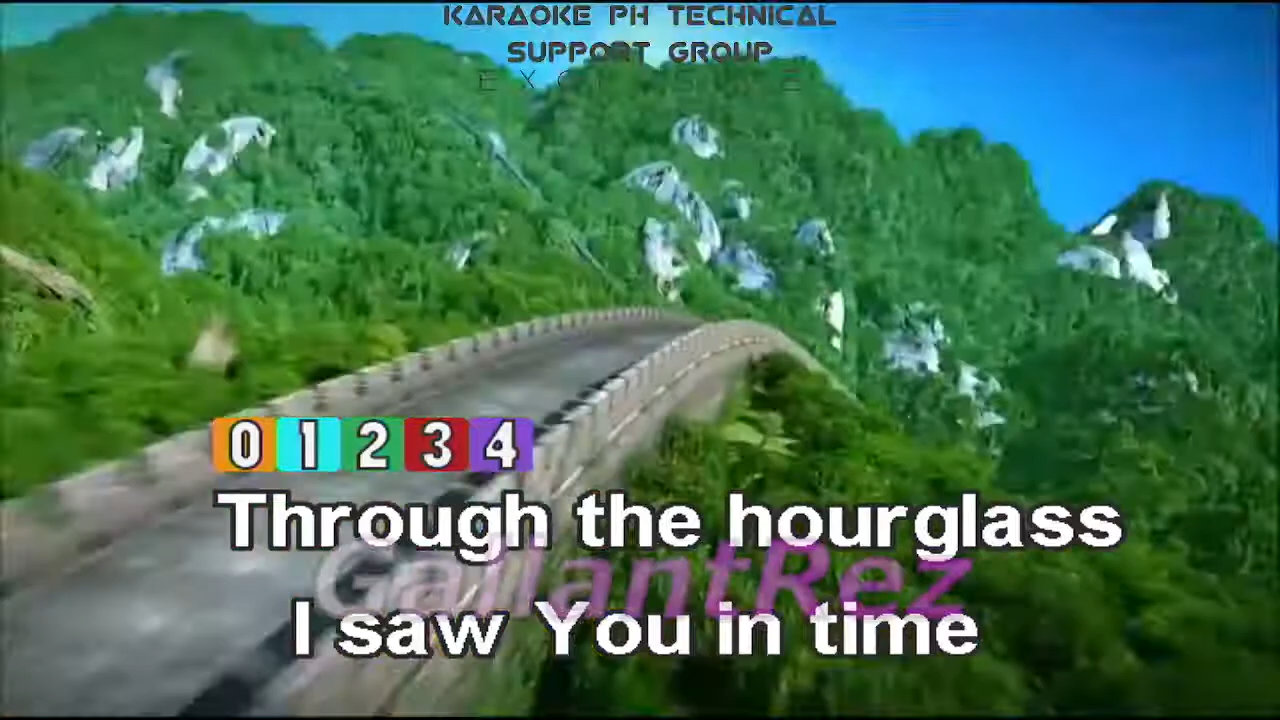 KARAOKE PH TECHNICAL
SUPPORT GROUP
0 1 2 3 4
Through the hourglass
GallantRez
I saw You in time